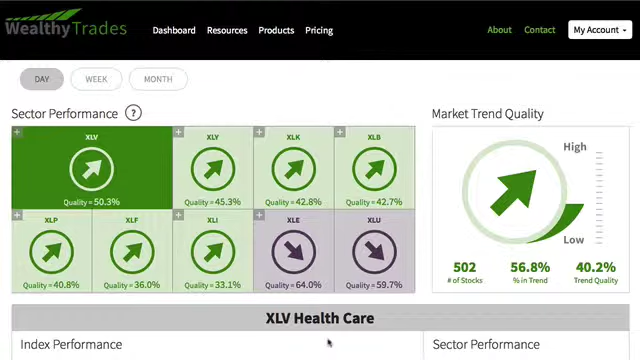 WealthyTrades
Dashboard Resources Products Pricing
About Contact My Account
DAY WEEK MONTH
Sector Performance ?
Market Trend Quality
XLV XLY XLK XLB
Quality = 50.3% Quality = 45.3% Quality = 42.8% Quality = 42.7%
XLP XLF XLI XLE XLU
Quality = 40.8% Quality = 36.0% Quality = 33.1% Quality = 64.0% Quality = 59.7%
High
Low
502 56.8% 40.2%
# of Stocks % in Trend Trend Quality
XLV Health Care
Index Performance
Sector Performance